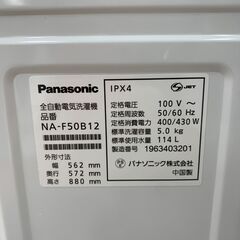 Panasonic
全自動電気洗濯機
品番
NA-F50B12
外形寸法
幅 562 mm
奥行 572 mm
高さ 880 mm
IPX4
JET
定格電圧 100 V～
定格周波数 50/60 Hz
定格消費電力 400/430 W
標準洗濯容量 5.0 kg
標準使用水量 114 L
製造番号 1963403201
パナソニック株式会社
中国製